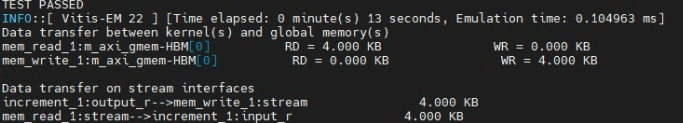 TEST PASSED
INFO::[ Vitis-EM 22 ] [Time elapsed: 0 minute(s) 13 seconds, Emulation time: 0.104963 ms]
Data transfer between kernel(s) and global memory(s)
mem_read_1:m_axi_gmem-HBM[0] RD = 4.000 KB WR = 0.000 KB
mem_write_1:m_axi_gmem-HBM[0] RD = 0.000 KB WR = 4.000 KB
Data transfer on stream interfaces
increment_1:output_r-->mem_write_1:stream 4.000 KB
mem_read_1:stream-->increment_1:input_r 4.000 KB